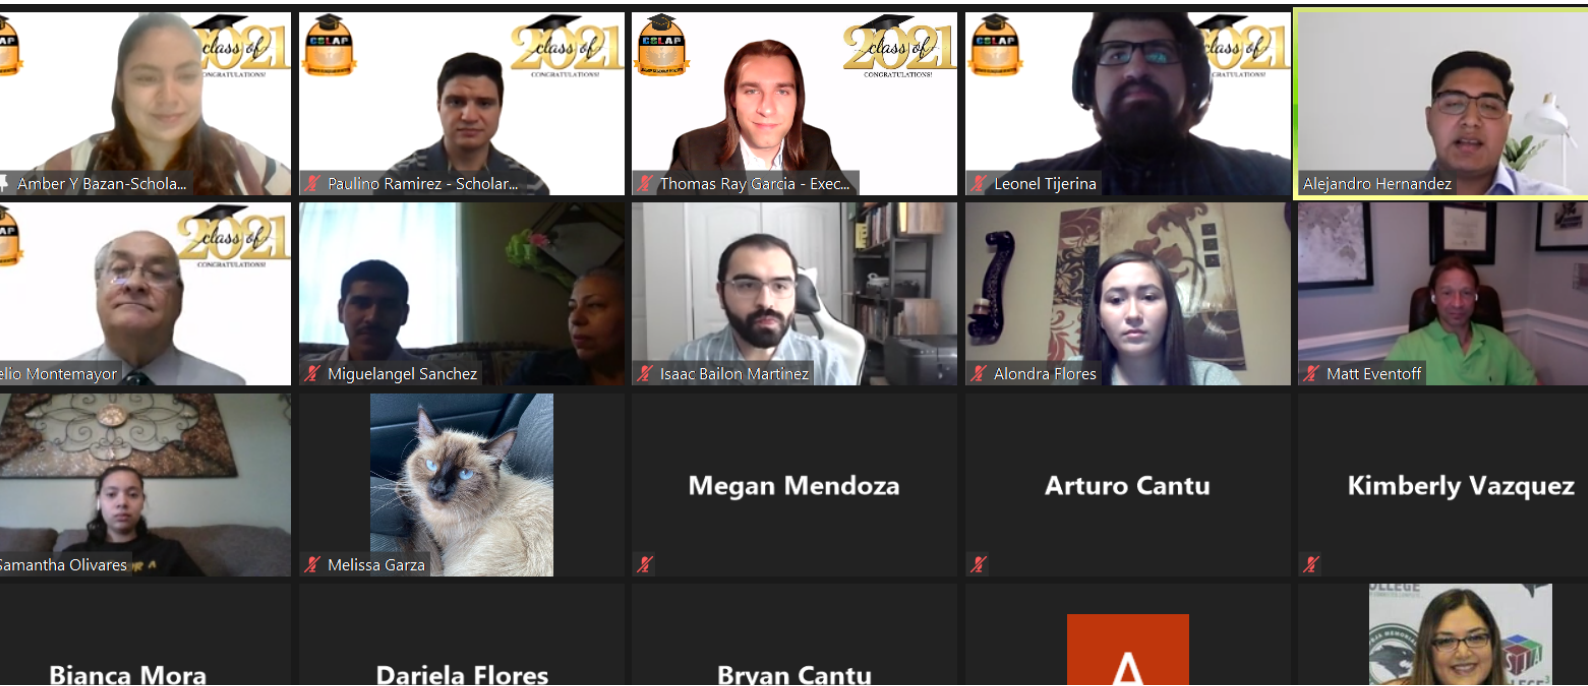 class of
2021
CONGRATULATIONS!
Amber Y Bazan-Schola...
CSLAP
class of
2021
CONGRATULATIONS!
Paulino Ramirez - Scholar...
CSLAP
class of
2021
CONGRATULATIONS!
Thomas Ray Garcia - Exec...
CSLAP
class of
2021
CONGRATULATIONS!
Leonel Tijerina
Alejandro Hernandez
class of
2021
CONGRATULATIONS!
elio Montemayor
Miguelangel Sanchez
Isaac Bailon Martinez
Alondra Flores
Matt Eventoff
Samantha Olivares
Melissa Garza
Megan Mendoza
Arturo Cantu
Kimberly Vazquez
Bianca Mora
Dariela Flores
Bryan Cantu
A